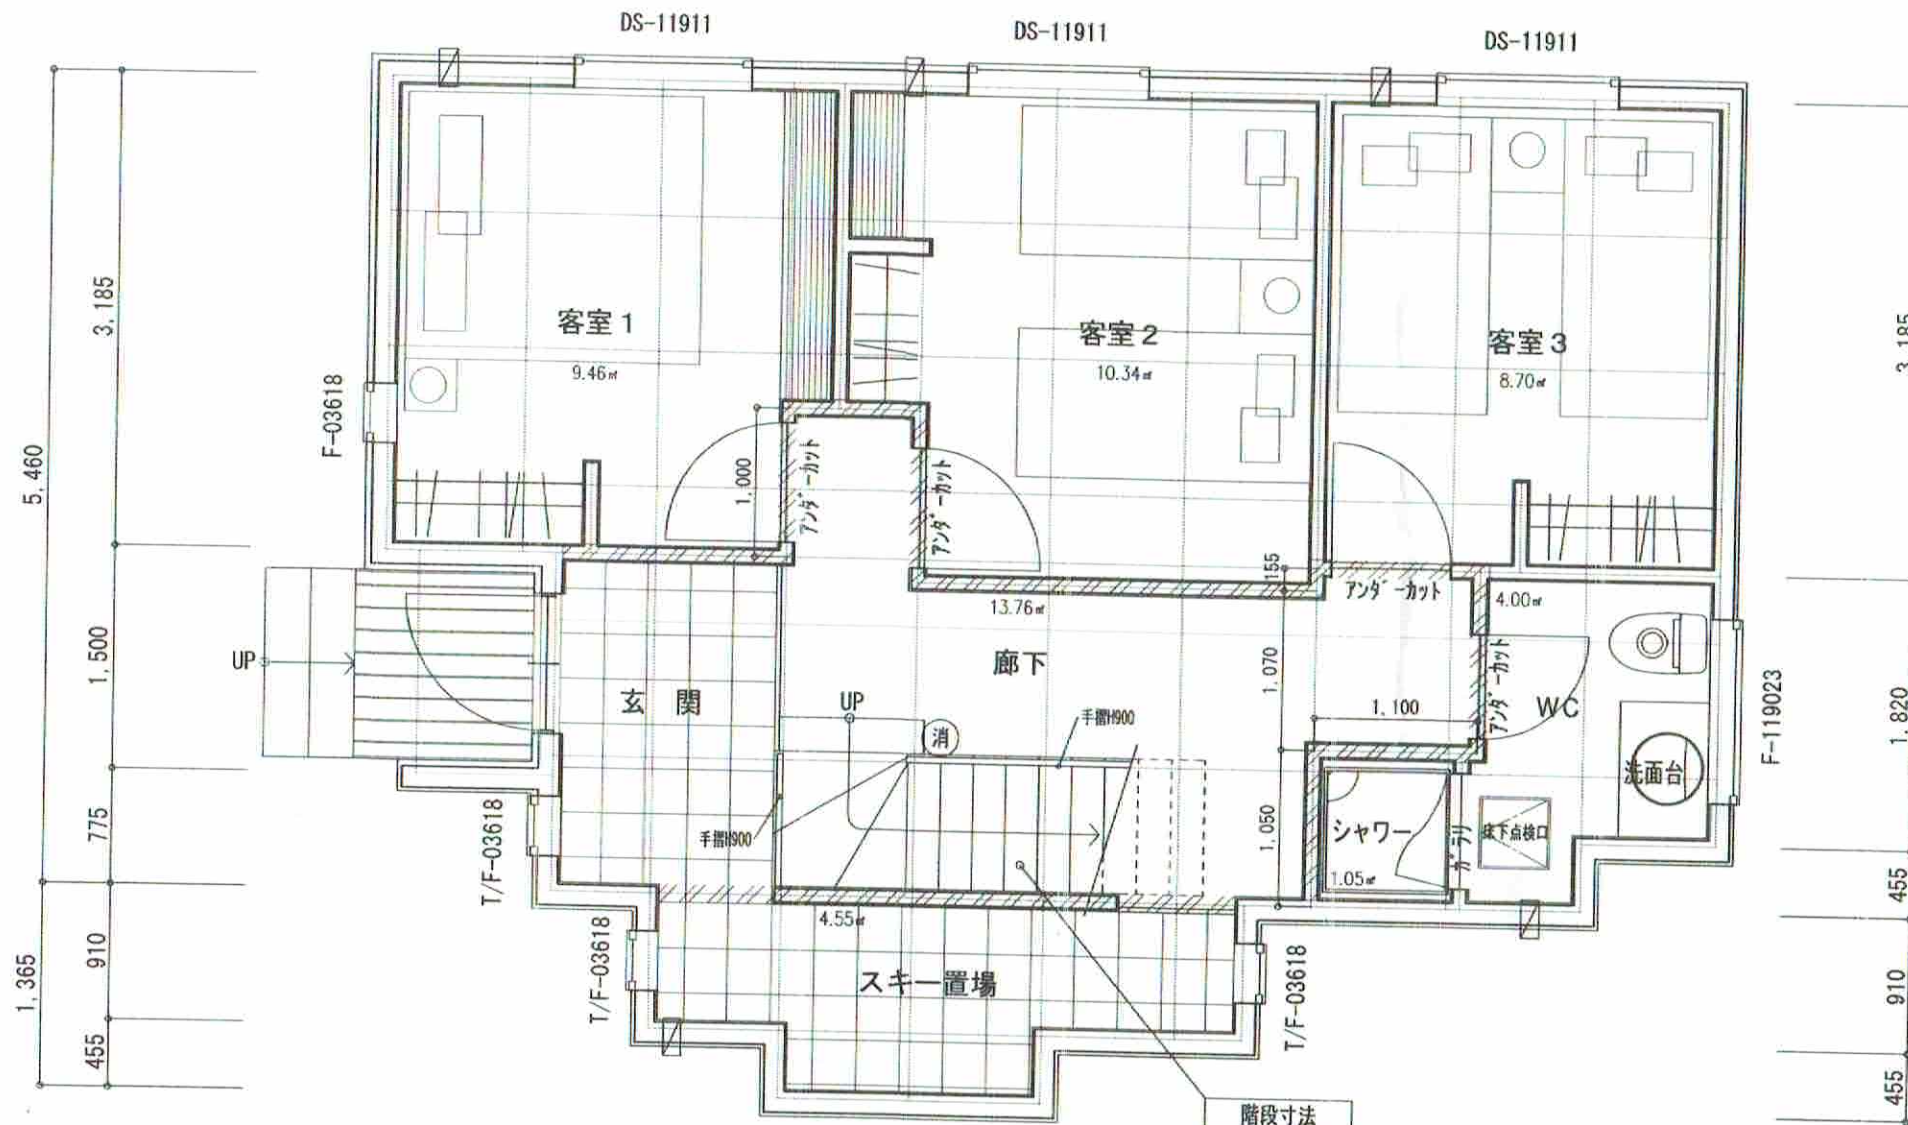 DS-11911
DS-11911
DS-11911
3,185
5,460
1,500
775
910
1,365
455
F-03618
客室1
9.46㎡
客室2
10.34㎡
客室3
8.70㎡
3,185
1,000
アンダーカット
アンダーカット
155
アンダーカット
4.00㎡
13.76㎡
UP
玄関
廊下
UP
消
手摺H900
1,070
1,100
アンダーカット
WC
洗面台
F-119023
1,820
手摺H900
1,050
シャワー
1.05㎡
ガラリ
床下点検口
T/F-03618
T/F-03618
4.55㎡
スキー置場
T/F-03618
455
910
455
階段寸法